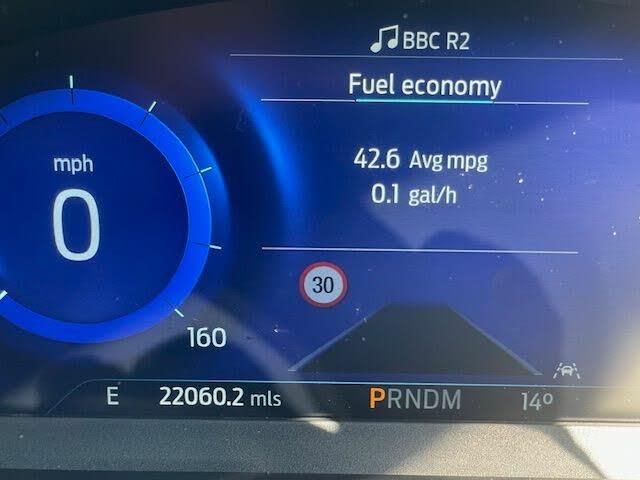 BBC R2
Fuel economy
mph
42.6 Avg mpg
0
0.1 gal/h
30
160
E 22060.2 mls PRNDM 14°